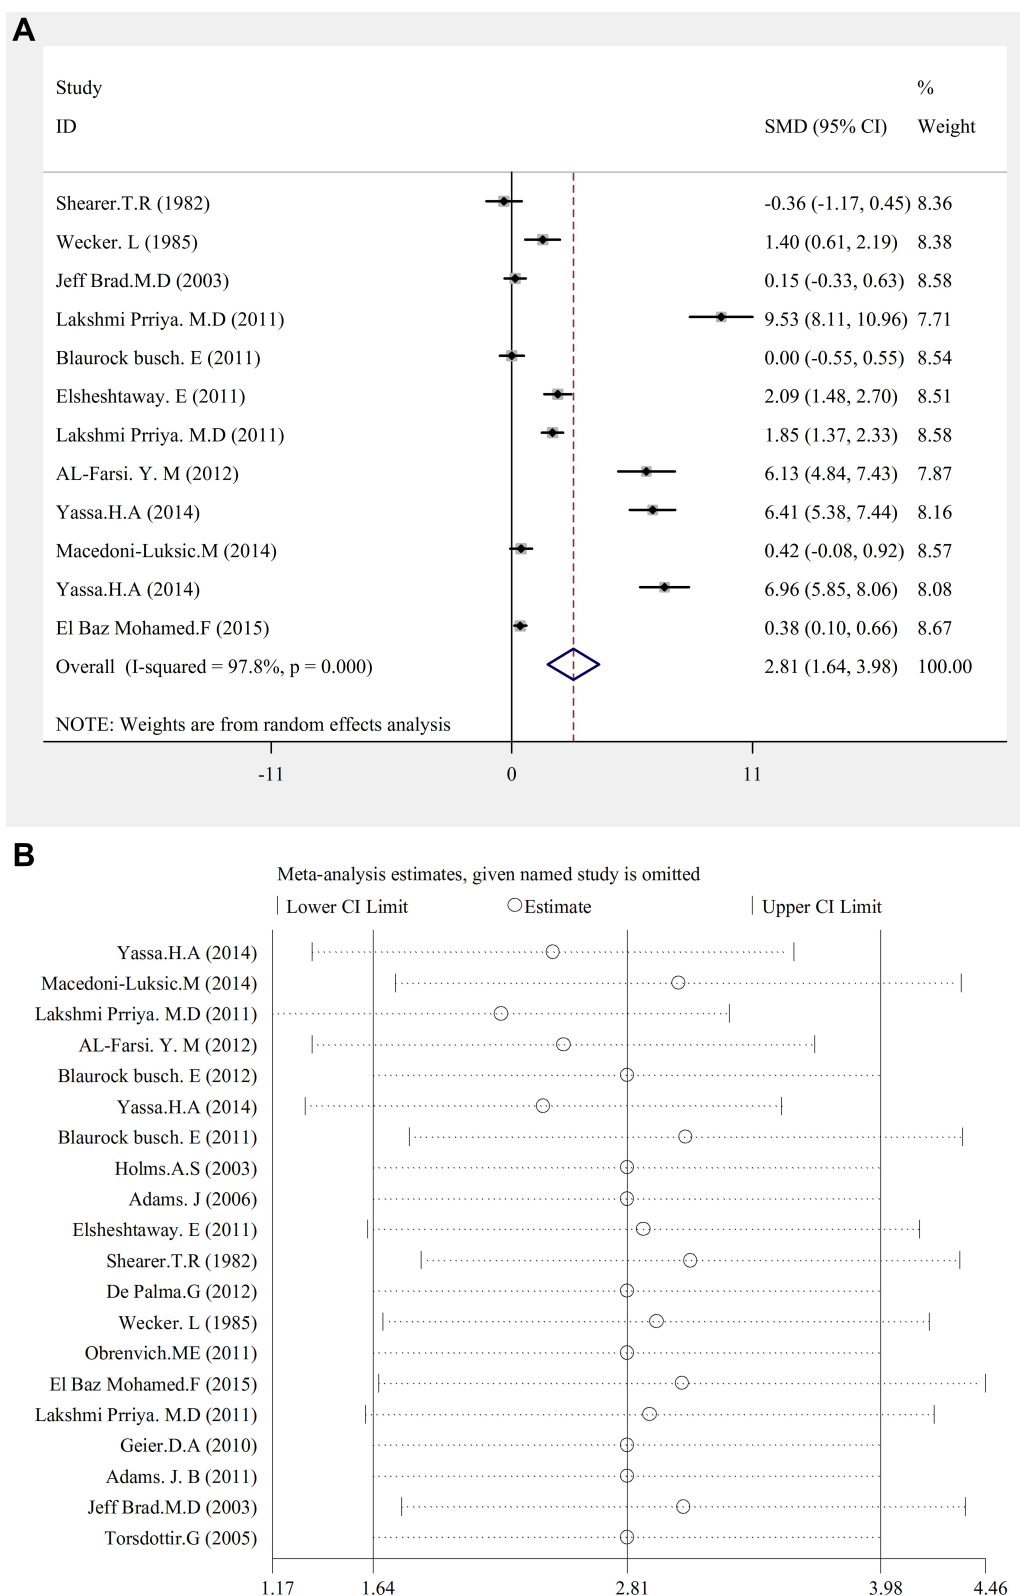 A
Study %
ID SMD (95% CI) Weight
Shearer.T.R (1982) -0.36 (-1.17, 0.45) 8.36
Wecker. L (1985) 1.40 (0.61, 2.19) 8.38
Jeff Brad.M.D (2003) 0.15 (-0.33, 0.63) 8.58
Lakshmi Prriya. M.D (2011) 9.53 (8.11, 10.96) 7.71
Blaurock busch. E (2011) 0.00 (-0.55, 0.55) 8.54
Elsheshtaway. E (2011) 2.09 (1.48, 2.70) 8.51
Lakshmi Prriya. M.D (2011) 1.85 (1.37, 2.33) 8.58
AL-Farsi. Y. M (2012) 6.13 (4.84, 7.43) 7.87
Yassa.H.A (2014) 6.41 (5.38, 7.44) 8.16
Macedoni-Luksic.M (2014) 0.42 (-0.08, 0.92) 8.57
Yassa.H.A (2014) 6.96 (5.85, 8.06) 8.08
El Baz Mohamed.F (2015) 0.38 (0.10, 0.66) 8.67
Overall (I-squared = 97.8%, p = 0.000) 2.81 (1.64, 3.98) 100.00
NOTE: Weights are from random effects analysis
-11 0 11
B
Meta-analysis estimates, given named study is omitted
Lower CI Limit Estimate Upper CI Limit
Yassa.H.A (2014)
Macedoni-Luksic.M (2014)
Lakshmi Prriya. M.D (2011)
AL-Farsi. Y. M (2012)
Blaurock busch. E (2012)
Yassa.H.A (2014)
Blaurock busch. E (2011)
Holms.A.S (2003)
Adams. J (2006)
Elsheshtaway. E (2011)
Shearer.T.R (1982)
De Palma.G (2012)
Wecker. L (1985)
Obrenvich.ME (2011)
El Baz Mohamed.F (2015)
Lakshmi Prriya. M.D (2011)
Geier.D.A (2010)
Adams. J. B (2011)
Jeff Brad.M.D (2003)
Torsdottir.G (2005)
1.17 1.64 2.81 3.98 4.46